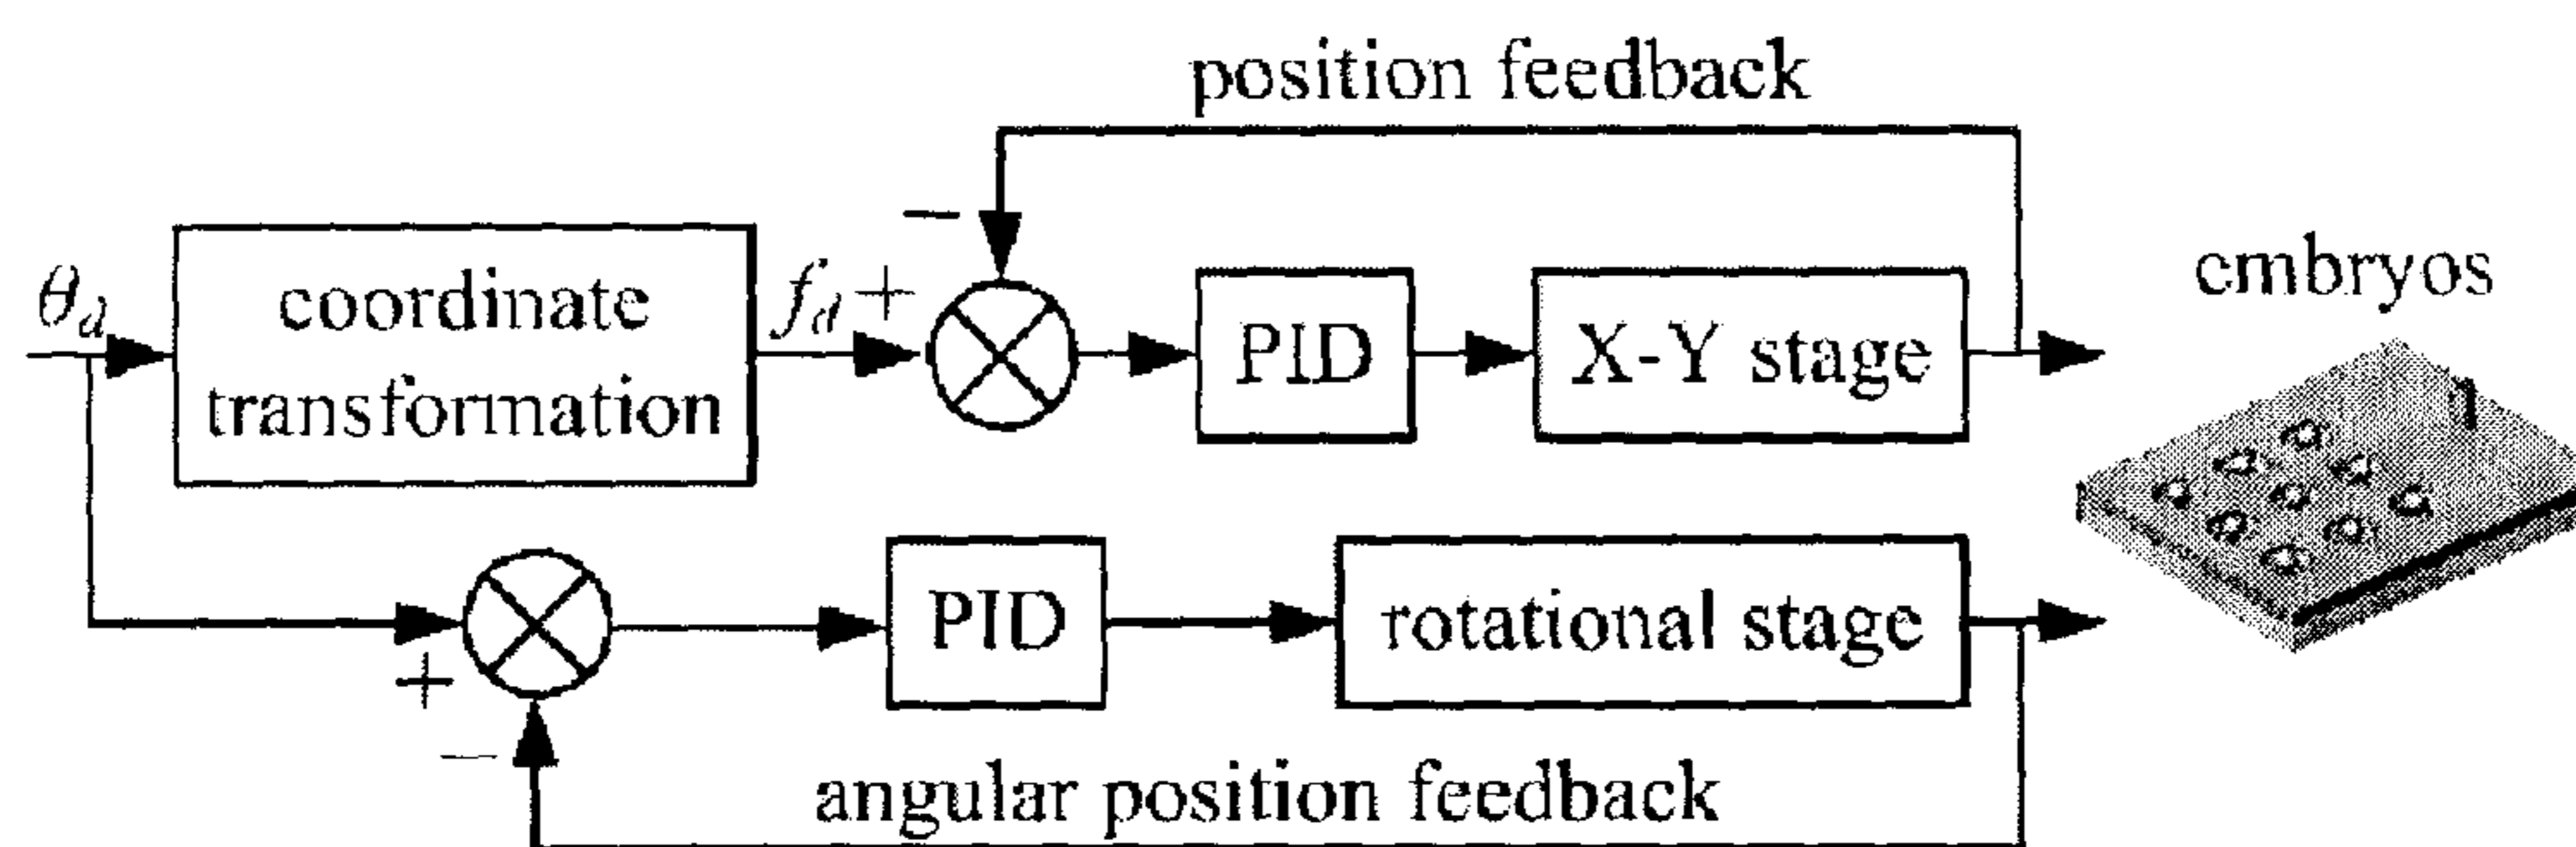 position feedback
−
θd
coordinate
transformation
fd +
PID
X-Y stage
embryos
+
PID
rotational stage
−
angular position feedback